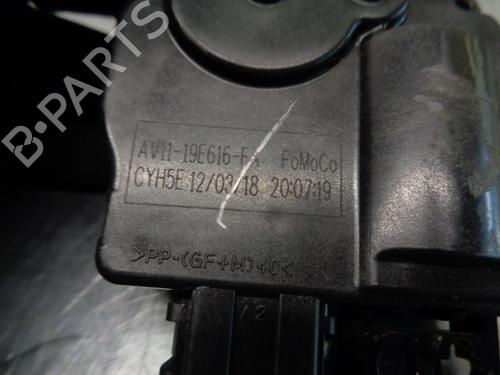 B-PARTS
AV11-19E616-FA FoMoCo
CYH5E 12/03/18 20:07:19
>PP-(GF+M)40<